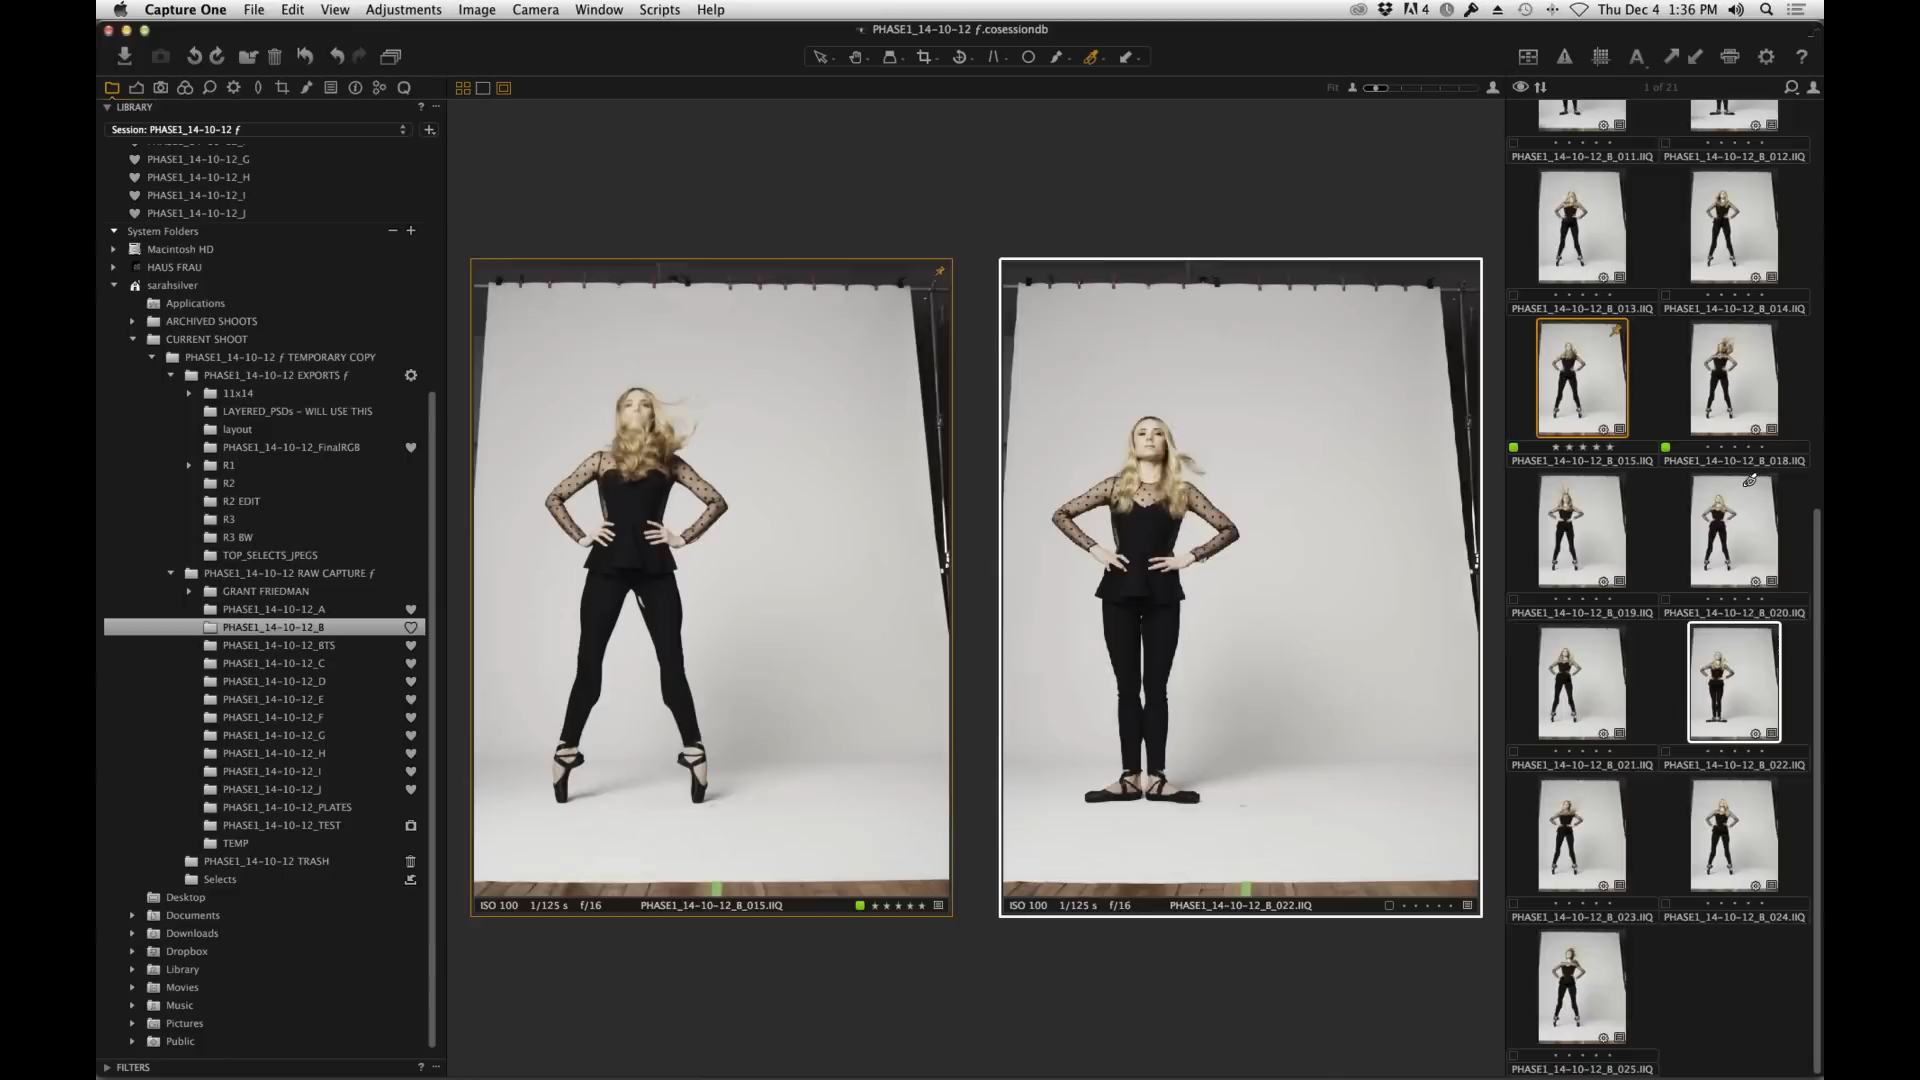 Capture One File Edit View Adjustments Image Camera Window Scripts Help
4 Thu Dec 4 1:36 PM
PHASE1_14-10-12 ƒ.cosessiondb
Fit
1 of 21
LIBRARY ? ...
Session: PHASE1_14-10-12 ƒ
PHASE1_14-10-12_G
PHASE1_14-10-12_H
PHASE1_14-10-12_I
PHASE1_14-10-12_J
System Folders
Macintosh HD
HAUS FRAU
sarahsilver
Applications
ARCHIVED SHOOTS
CURRENT SHOOT
PHASE1_14-10-12 ƒ TEMPORARY COPY
PHASE1_14-10-12 EXPORTS ƒ
11x14
LAYERED_PSDs - WILL USE THIS
layout
PHASE1_14-10-12_FinalRGB
R1
R2
R2 EDIT
R3
R3 BW
TOP_SELECTS_JPEGS
PHASE1_14-10-12 RAW CAPTURE ƒ
GRANT FRIEDMAN
PHASE1_14-10-12_A
PHASE1_14-10-12_B
PHASE1_14-10-12_BTS
PHASE1_14-10-12_C
PHASE1_14-10-12_D
PHASE1_14-10-12_E
PHASE1_14-10-12_F
PHASE1_14-10-12_G
PHASE1_14-10-12_H
PHASE1_14-10-12_I
PHASE1_14-10-12_J
PHASE1_14-10-12_PLATES
PHASE1_14-10-12_TEST
TEMP
PHASE1_14-10-12 TRASH
Selects
Desktop
Documents
Downloads
Dropbox
Library
Movies
Music
Pictures
Public
FILTERS ? ...
ISO 100 1/125 s f/16 PHASE1_14-10-12_B_015.IIQ
ISO 100 1/125 s f/16 PHASE1_14-10-12_B_022.IIQ
PHASE1_14-10-12_B_011.IIQ PHASE1_14-10-12_B_012.IIQ
PHASE1_14-10-12_B_013.IIQ PHASE1_14-10-12_B_014.IIQ
PHASE1_14-10-12_B_015.IIQ PHASE1_14-10-12_B_018.IIQ
PHASE1_14-10-12_B_019.IIQ PHASE1_14-10-12_B_020.IIQ
PHASE1_14-10-12_B_021.IIQ PHASE1_14-10-12_B_022.IIQ
PHASE1_14-10-12_B_023.IIQ PHASE1_14-10-12_B_024.IIQ
PHASE1_14-10-12_B_025.IIQ